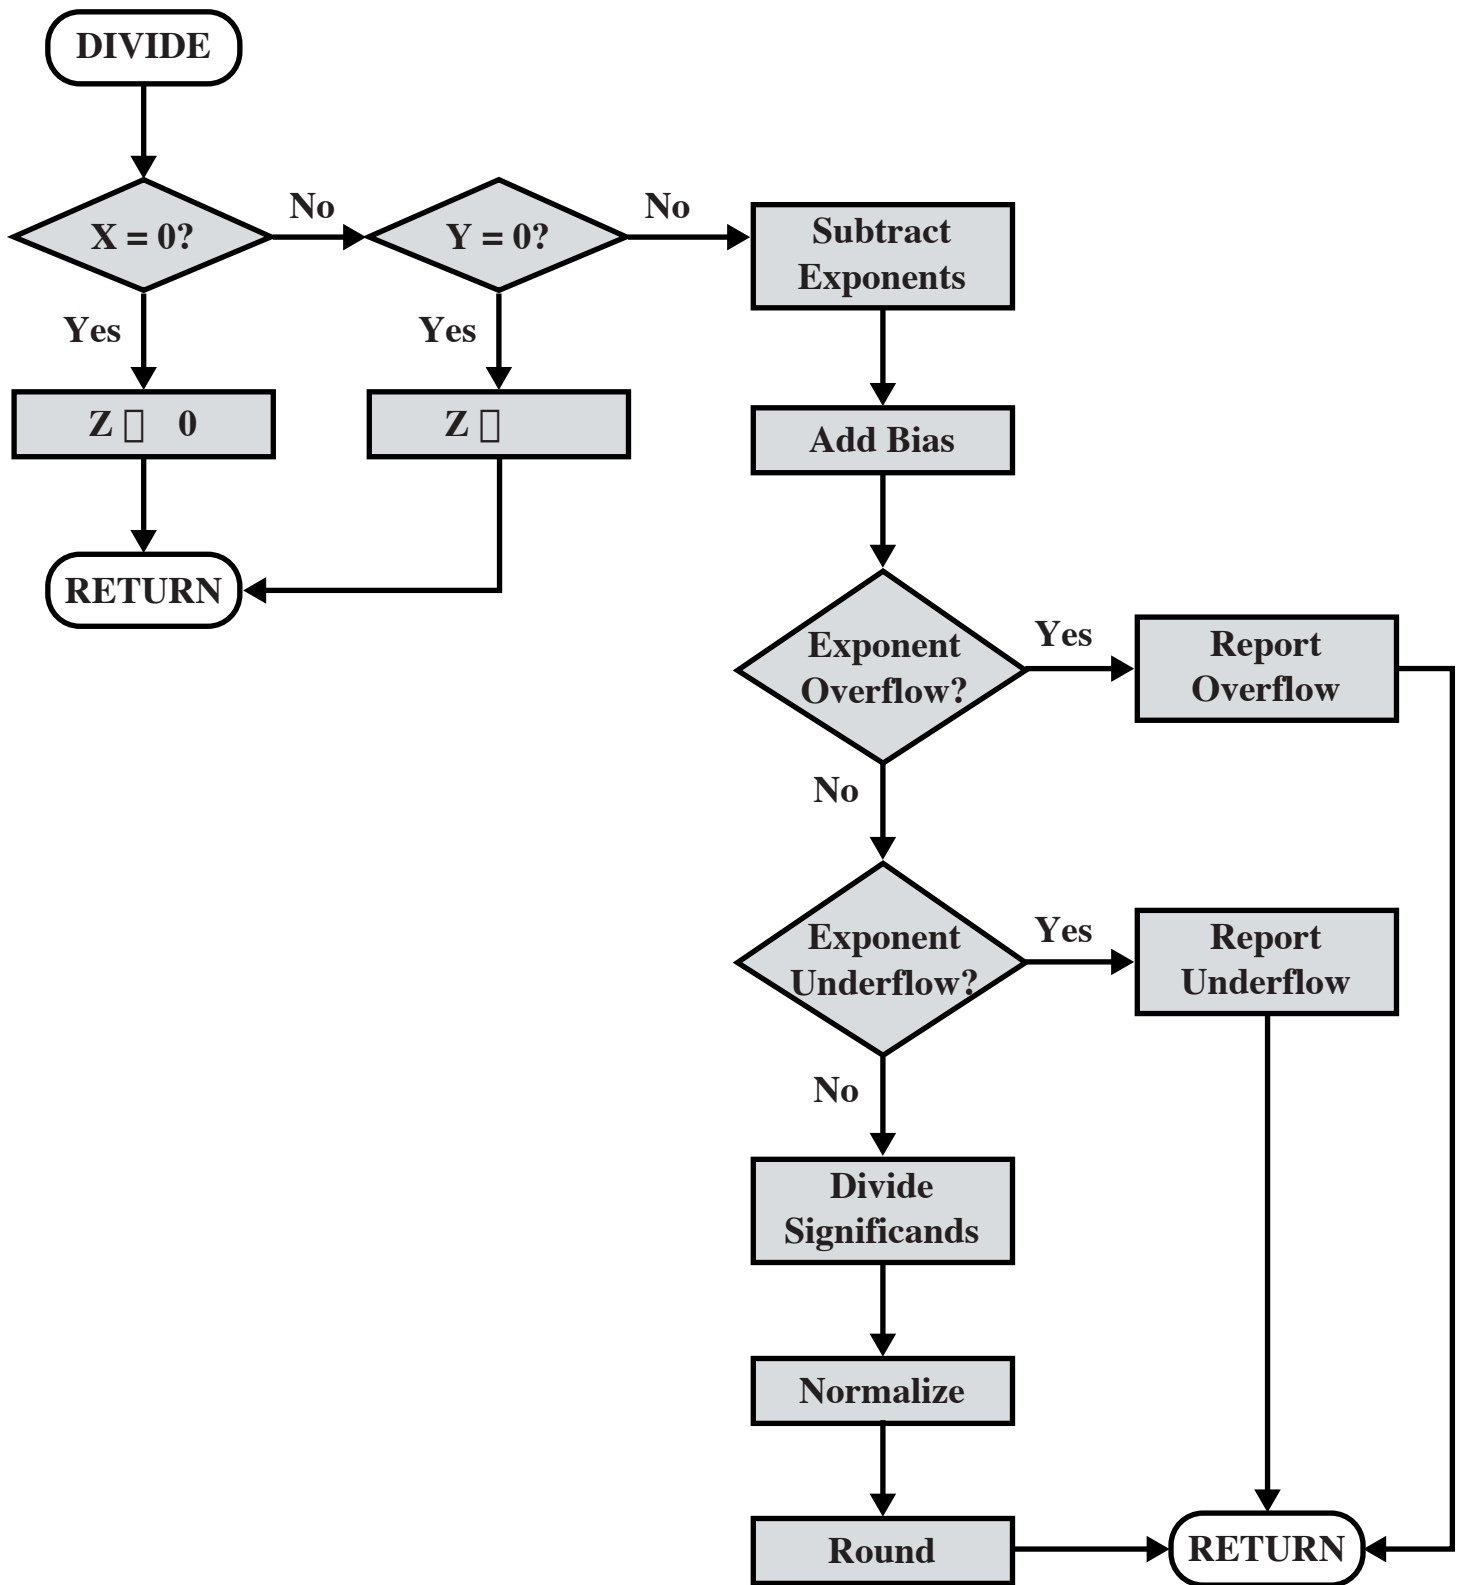 DIVIDE
X = 0?
No
Y = 0?
No
Subtract
Exponents
Yes
Yes
Z □ 0
Z □
Add Bias
RETURN
Exponent
Overflow?
Yes
Report
Overflow
No
Exponent
Underflow?
Yes
Report
Underflow
No
Divide
Significands
Normalize
Round
RETURN